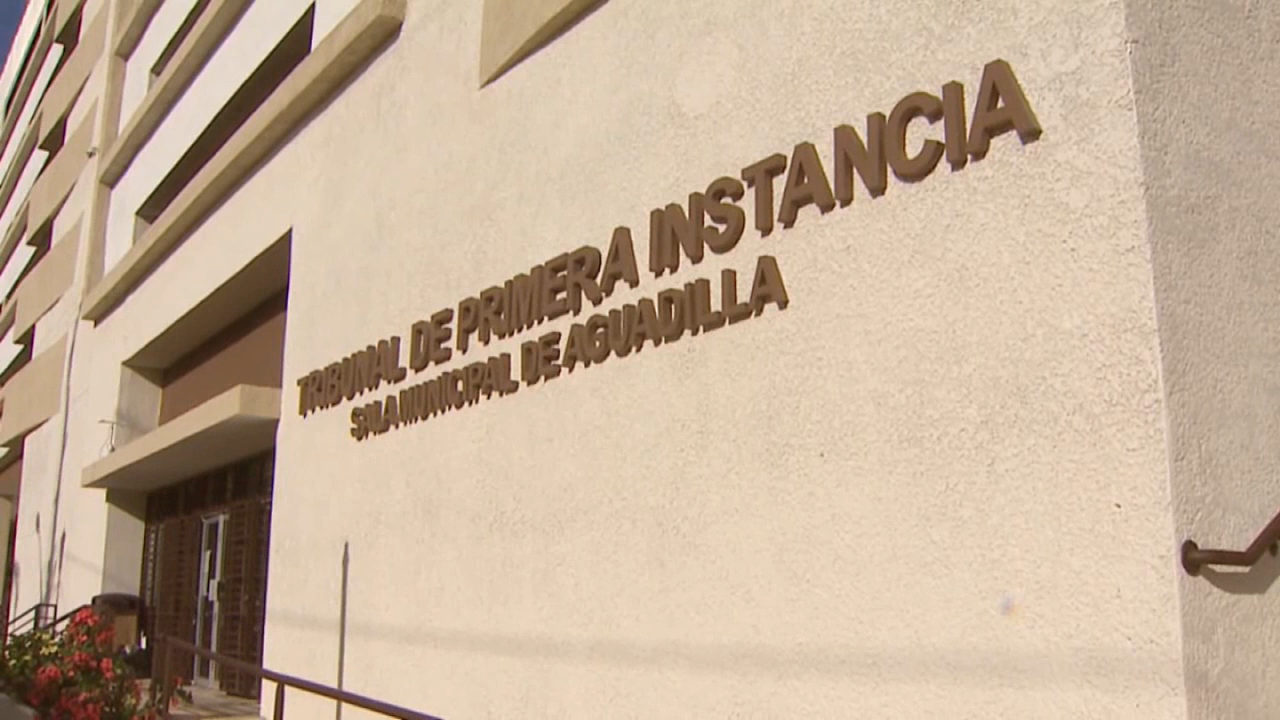 TRIBUNAL DE PRIMERA INSTANCIA
SALA MUNICIPAL DE AGUADILLA